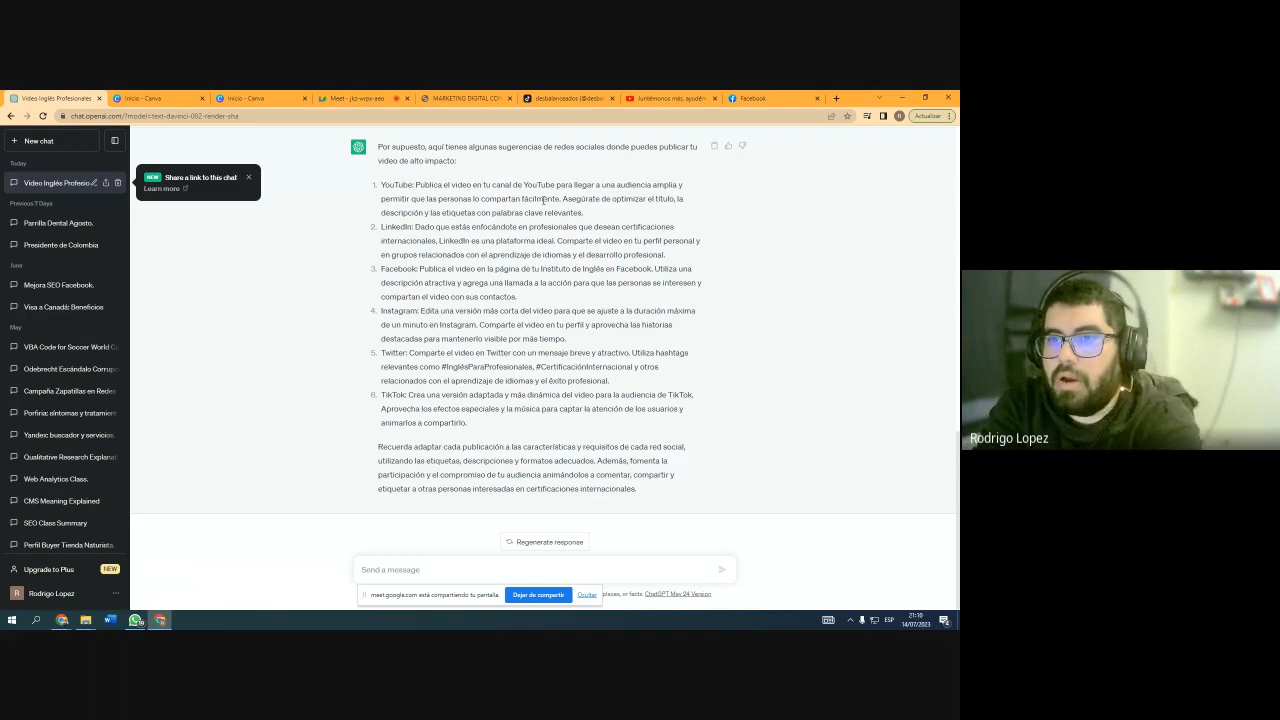 Video Inglés Profesionales
Inicio - Canva
Inicio - Canva
Meet - jkz-wrpx-aeo
MARKETING DIGITAL CO
desbalanceados (@desba
Juntémonos más, ayudén
Facebook
chat.openai.com/?model=text-davinci-002-render-sha
Actualizar
New chat
Today
Video Inglés Profesio
Previous 7 Days
Parrilla Dental Agosto.
Presidente de Colombia
June
Mejora SEO Facebook.
Visa a Canadá: Beneficios
May
VBA Code for Soccer World C
Odebrecht Escándalo Corrup
Campaña Zapatillas en Redes
Porfiria: síntomas y tratamien
Yandex: buscador y servicios.
Qualitative Research Explana
Web Analytics Class.
CMS Meaning Explained
SEO Class Summary
Perfil Buyer Tienda Naturista.
Upgrade to Plus
NEW
R Rodrigo Lopez
NEW Share a link to this chat
Learn more
Por supuesto, aquí tienes algunas sugerencias de redes sociales donde puedes publicar tu
video de alto impacto:
1. YouTube: Publica el video en tu canal de YouTube para llegar a una audiencia amplia y
permitir que las personas lo compartan fácilmente. Asegúrate de optimizar el título, la
descripción y las etiquetas con palabras clave relevantes.
2. LinkedIn: Dado que estás enfocándote en profesionales que desean certificaciones
internacionales, LinkedIn es una plataforma ideal. Comparte el video en tu perfil personal y
en grupos relacionados con el aprendizaje de idiomas y el desarrollo profesional.
3. Facebook: Publica el video en la página de tu Instituto de Inglés en Facebook. Utiliza una
descripción atractiva y agrega una llamada a la acción para que las personas se interesen y
compartan el video con sus contactos.
4. Instagram: Edita una versión más corta del video para que se ajuste a la duración máxima
de un minuto en Instagram. Comparte el video en tu perfil y aprovecha las historias
destacadas para mantenerlo visible por más tiempo.
5. Twitter: Comparte el video en Twitter con un mensaje breve y atractivo. Utiliza hashtags
relevantes como #InglésParaProfesionales, #CertificaciónInternacional y otros
relacionados con el aprendizaje de idiomas y el éxito profesional.
6. TikTok: Crea una versión adaptada y más dinámica del video para la audiencia de TikTok.
Aprovecha los efectos especiales y la música para captar la atención de los usuarios y
animarlos a compartirlo.
Recuerda adaptar cada publicación a las características y requisitos de cada red social,
utilizando las etiquetas, descripciones y formatos adecuados. Además, fomenta la
participación y el compromiso de tu audiencia animándolos a comentar, compartir y
etiquetar a otras personas interesadas en certificaciones internacionales.
Regenerate response
Send a message
meet.google.com está compartiendo tu pantalla.
Dejar de compartir
Ocultar
places, or facts. ChatGPT May 24 Version
ESP
21:10
14/07/2023
Rodrigo Lopez